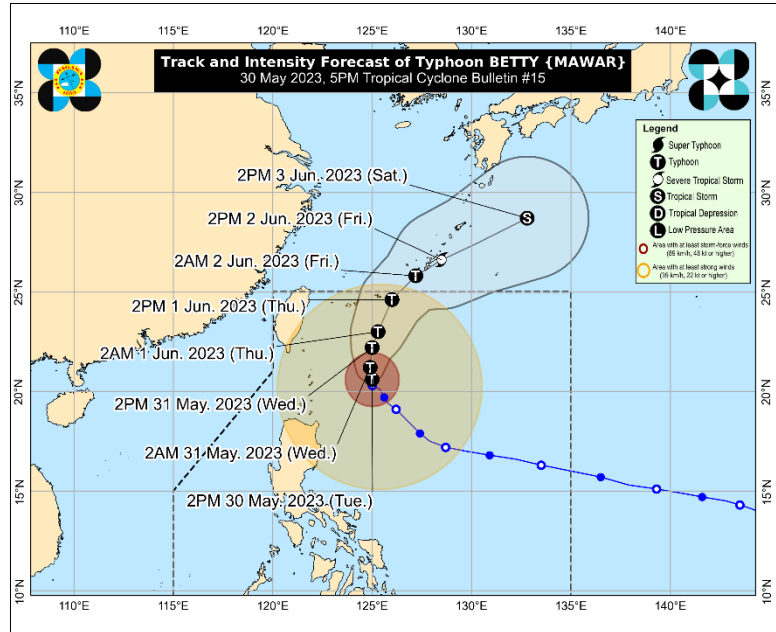 Track and Intensity Forecast of Typhoon BETTY {MAWAR}
30 May 2023, 5PM Tropical Cyclone Bulletin #15
Legend
Super Typhoon
T Typhoon
Severe Tropical Storm
S Tropical Storm
D Tropical Depression
L Low Pressure Area
Area with at least storm-force winds
(89 km/h, 48 kt or higher)
Area with at least strong winds
(39 km/h, 22 kt or higher)
2PM 3 Jun. 2023 (Sat.)
S
2PM 2 Jun. 2023 (Fri.)
2AM 2 Jun. 2023 (Fri.)
T
2PM 1 Jun. 2023 (Thu.)
T
2AM 1 Jun. 2023 (Thu.)
T
2PM 31 May. 2023 (Wed.)
T
2AM 31 May. 2023 (Wed.)
T
2PM 30 May. 2023 (Tue.)
T
35°N 35°N
30°N 30°N
25°N 25°N
20°N 20°N
15°N 15°N
10°N 10°N
110°E 115°E 120°E 125°E 130°E 135°E 140°E